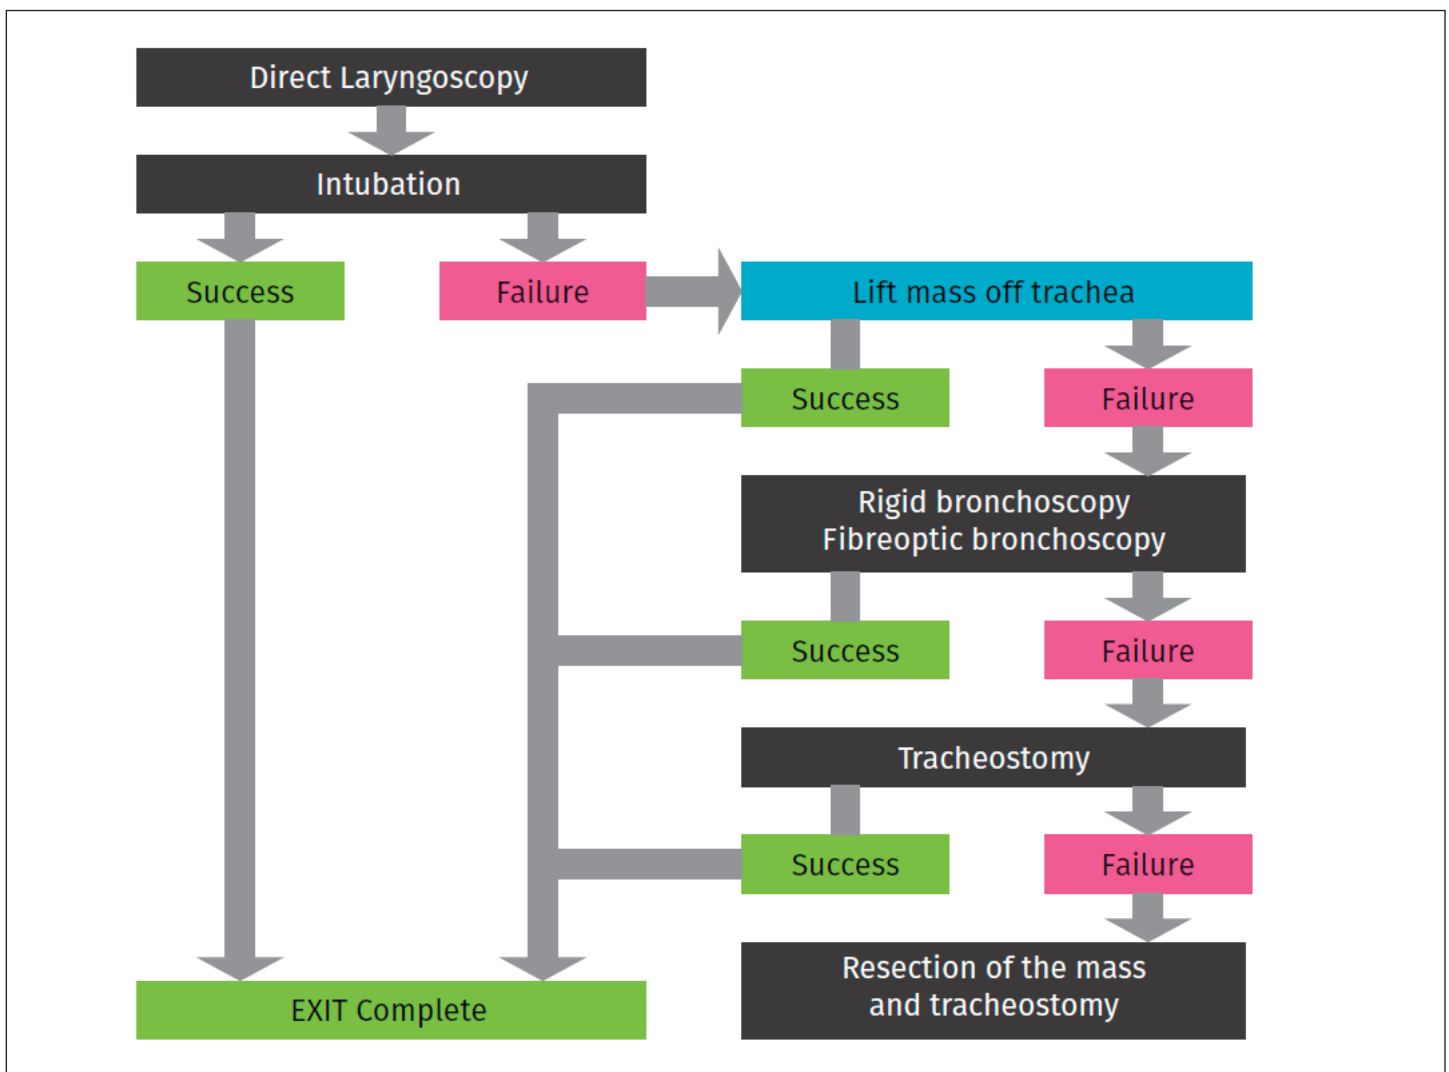 Direct Laryngoscopy
Intubation
Success
Failure
Lift mass off trachea
Success
Failure
Rigid bronchoscopy
Fibreoptic bronchoscopy
Success
Failure
Tracheostomy
Success
Failure
Resection of the mass
and tracheostomy
EXIT Complete